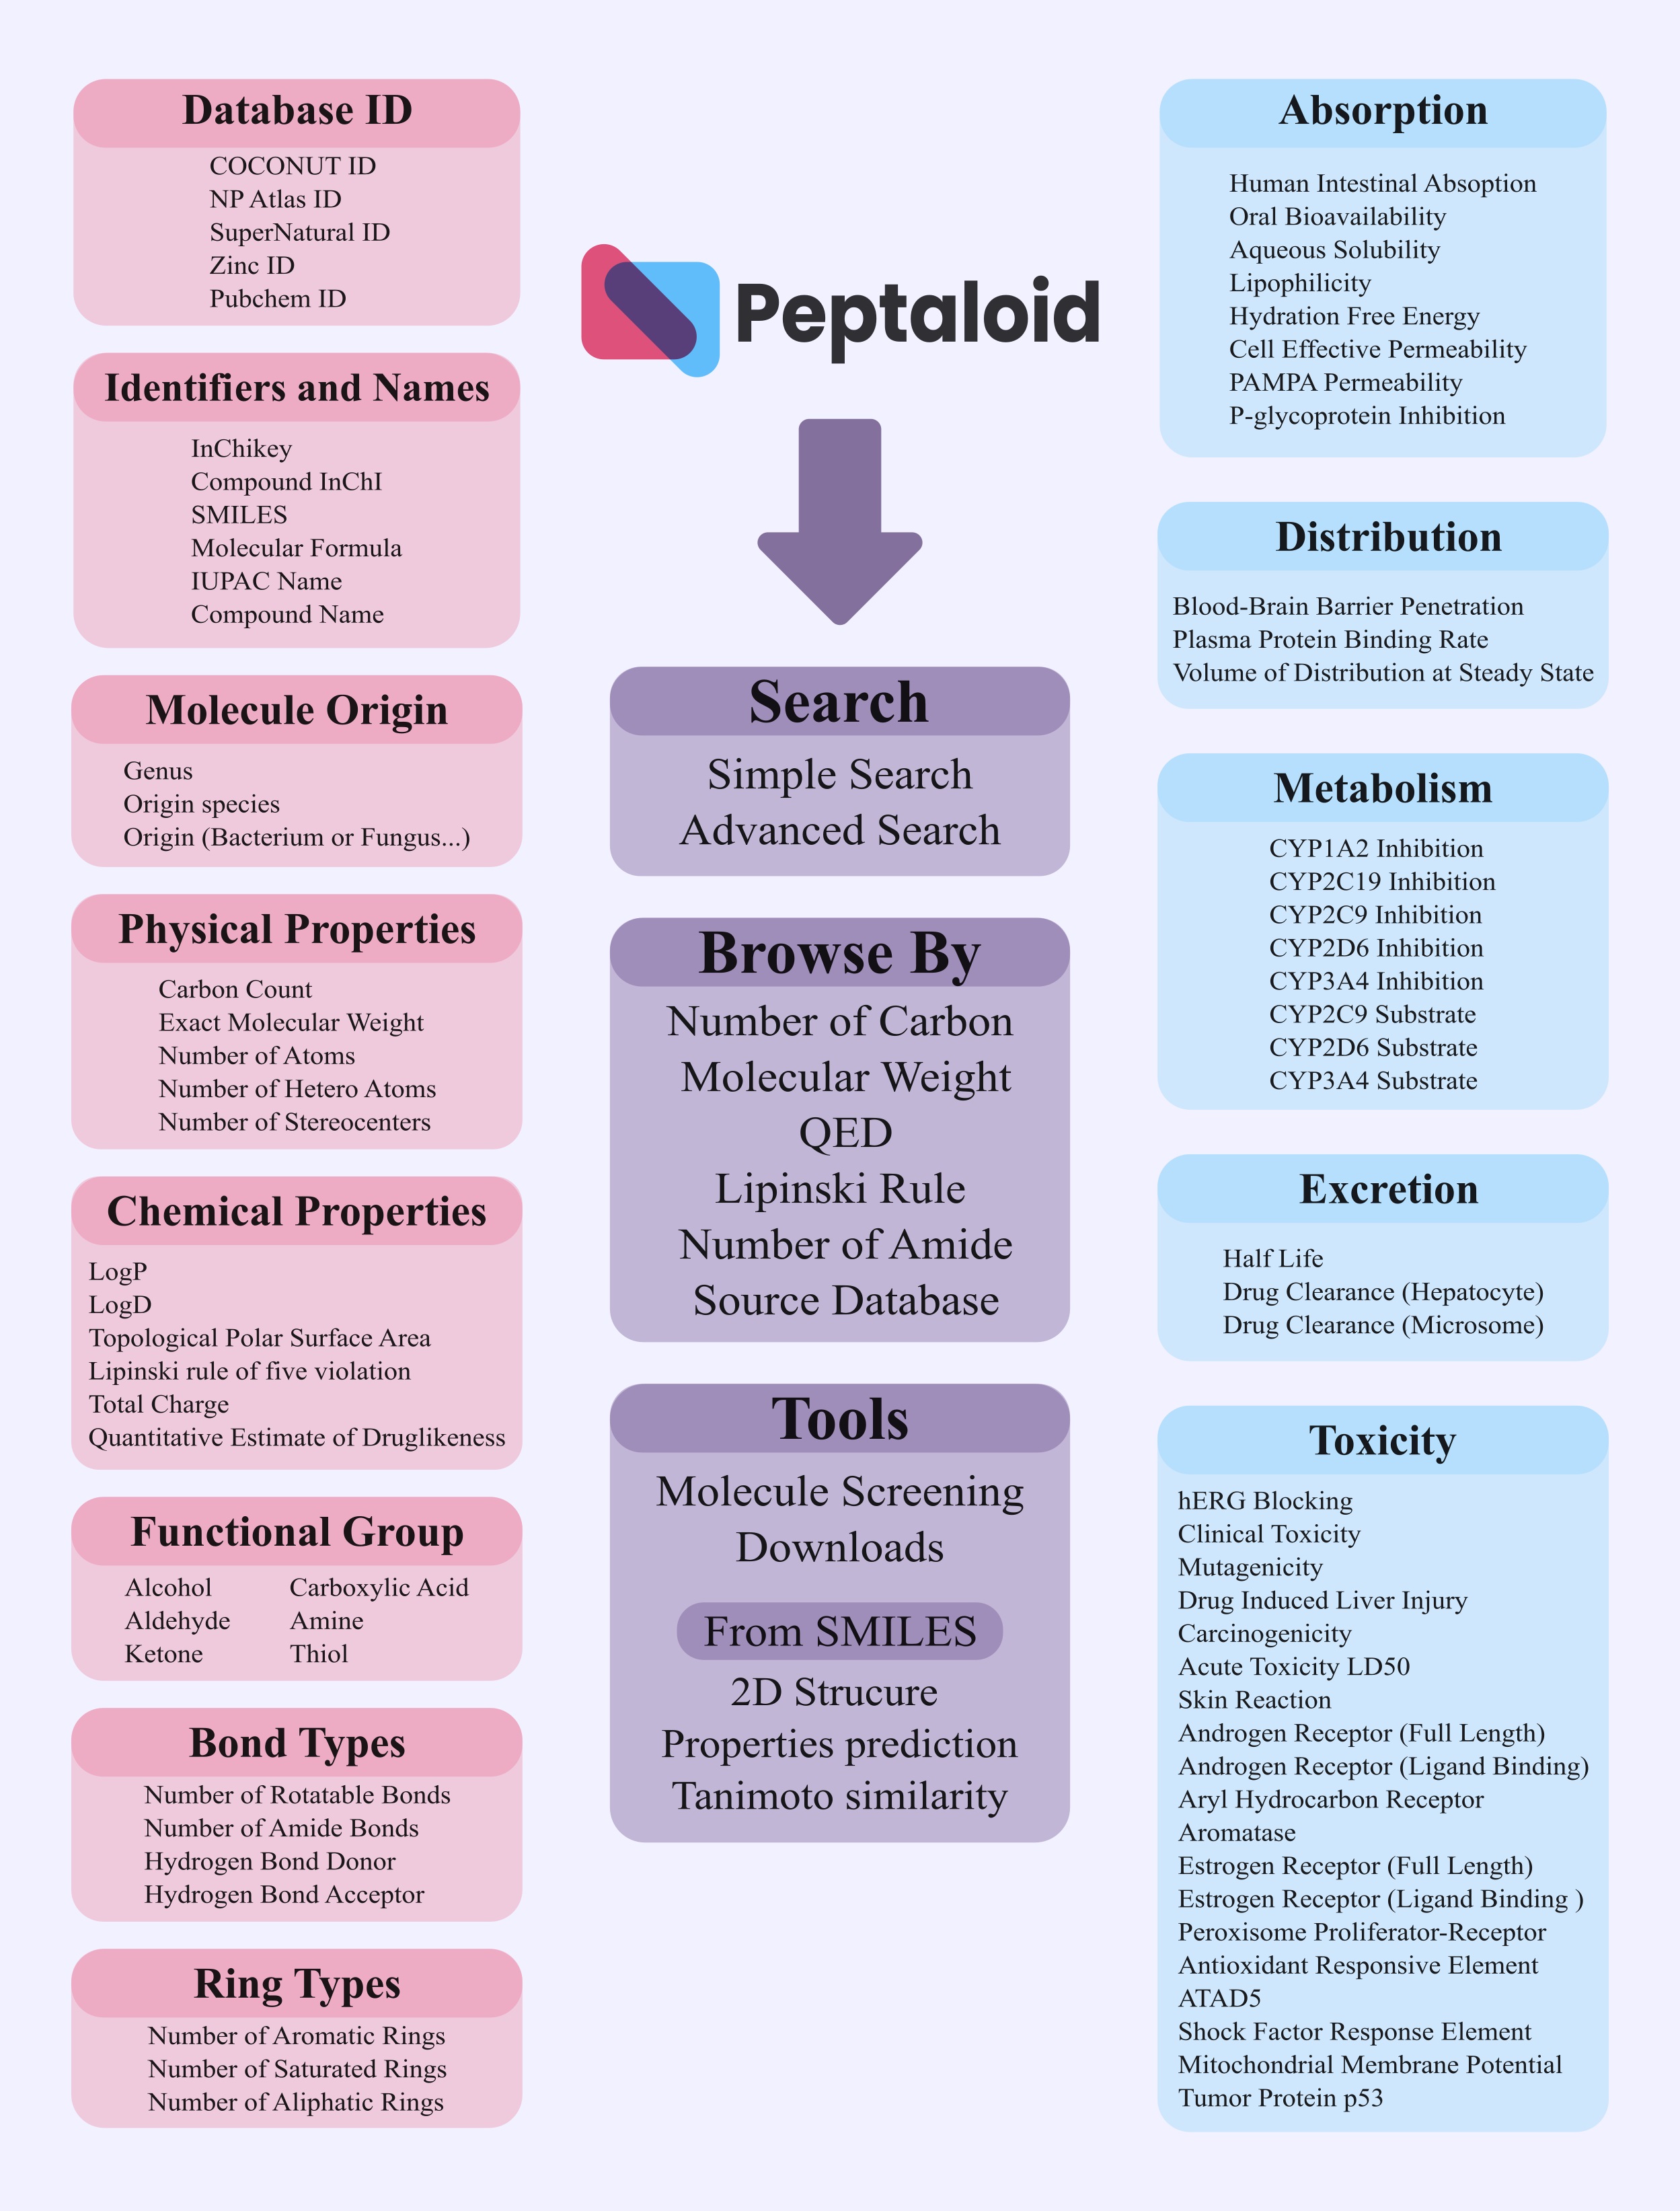 Database ID
COCONUT ID
NP Atlas ID
SuperNatural ID
Zinc ID
Pubchem ID
Identifiers and Names
InChikey
Compound InChI
SMILES
Molecular Formula
IUPAC Name
Compound Name
Molecule Origin
Genus
Origin species
Origin (Bacterium or Fungus...)
Physical Properties
Carbon Count
Exact Molecular Weight
Number of Atoms
Number of Hetero Atoms
Number of Stereocenters
Chemical Properties
LogP
LogD
Topological Polar Surface Area
Lipinski rule of five violation
Total Charge
Quantitative Estimate of Druglikeness
Functional Group
Alcohol Carboxylic Acid
Aldehyde Amine
Ketone Thiol
Bond Types
Number of Rotatable Bonds
Number of Amide Bonds
Hydrogen Bond Donor
Hydrogen Bond Acceptor
Ring Types
Number of Aromatic Rings
Number of Saturated Rings
Number of Aliphatic Rings
Peptaloid
Search
Simple Search
Advanced Search
Browse By
Number of Carbon
Molecular Weight
QED
Lipinski Rule
Number of Amide
Source Database
Tools
Molecule Screening
Downloads
From SMILES
2D Strucure
Properties prediction
Tanimoto similarity
Absorption
Human Intestinal Absoption
Oral Bioavailability
Aqueous Solubility
Lipophilicity
Hydration Free Energy
Cell Effective Permeability
PAMPA Permeability
P-glycoprotein Inhibition
Distribution
Blood-Brain Barrier Penetration
Plasma Protein Binding Rate
Volume of Distribution at Steady State
Metabolism
CYP1A2 Inhibition
CYP2C19 Inhibition
CYP2C9 Inhibition
CYP2D6 Inhibition
CYP3A4 Inhibition
CYP2C9 Substrate
CYP2D6 Substrate
CYP3A4 Substrate
Excretion
Half Life
Drug Clearance (Hepatocyte)
Drug Clearance (Microsome)
Toxicity
hERG Blocking
Clinical Toxicity
Mutagenicity
Drug Induced Liver Injury
Carcinogenicity
Acute Toxicity LD50
Skin Reaction
Androgen Receptor (Full Length)
Androgen Receptor (Ligand Binding)
Aryl Hydrocarbon Receptor
Aromatase
Estrogen Receptor (Full Length)
Estrogen Receptor (Ligand Binding )
Peroxisome Proliferator-Receptor
Antioxidant Responsive Element
ATAD5
Shock Factor Response Element
Mitochondrial Membrane Potential
Tumor Protein p53